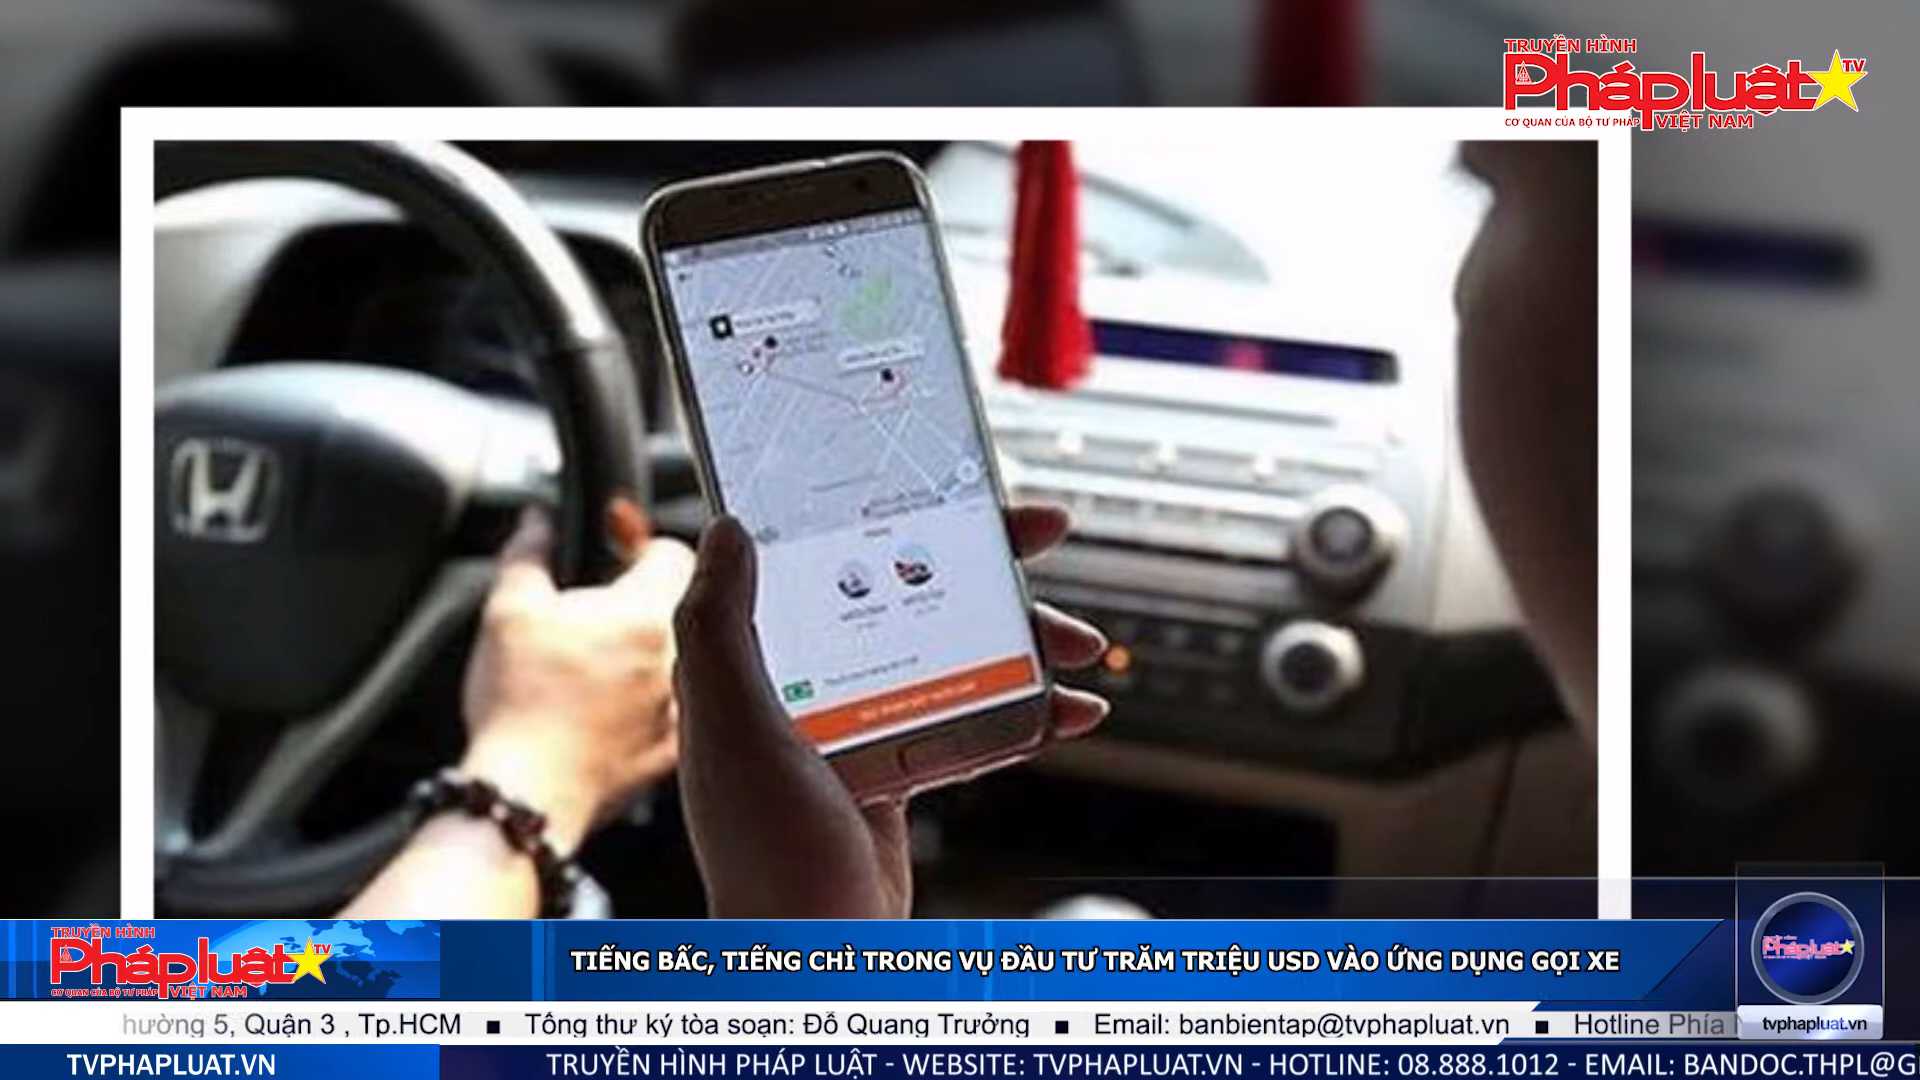 TRUYỀN HÌNH
Phápluật TV
CƠ QUAN CỦA BỘ TƯ PHÁP VIỆT NAM
TRUYỀN HÌNH
Phápluật TV
CƠ QUAN CỦA BỘ TƯ PHÁP VIỆT NAM
TIẾNG BẤC, TIẾNG CHÌ TRONG VỤ ĐẦU TƯ TRĂM TRIỆU USD VÀO ỨNG DỤNG GỌI XE
Phápluật
hường 5, Quận 3 , Tp.HCM ■ Tổng thư ký tòa soạn: Đỗ Quang Trưởng ■ Email: banbientap@tvphapluat.vn ■ Hotline Phía
tvphapluat.vn
TVPHAPLUAT.VN
TRUYỀN HÌNH PHÁP LUẬT - WEBSITE: TVPHAPLUAT.VN - HOTLINE: 08.888.1012 - EMAIL: BANDOC.THPL@G